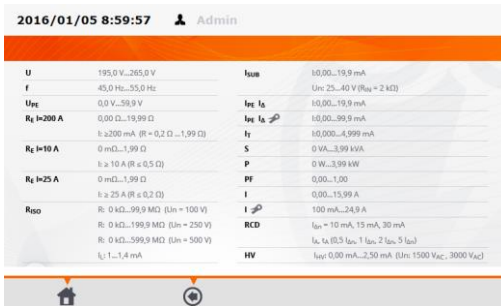 2016/01/05 8:59:57 Admin
U 195,0 V...265,0 V
f 45,0 Hz...55,0 Hz
UPE 0,0 V...59,9 V
RE I=200 A 0,00 Ω...19,99 Ω
I: ≥200 mA (R = 0,2 Ω ...1,99 Ω)
RE I=10 A 0 mΩ...1,99 Ω
I: ≥ 10 A (R ≤ 0,5 Ω)
RE I=25 A 0 mΩ...1,99 Ω
I: ≥ 25 A (R ≤ 0,2 Ω)
RISO R: 0 kΩ...99,9 MΩ (Un = 100 V)
R: 0 kΩ...199,9 MΩ (Un = 250 V)
R: 0 kΩ...599,9 MΩ (Un = 500 V)
IL: 1...1,4 mA
ISUB I:0,00...19,9 mA
Un: 25...40 V (RIN = 2 kΩ)
IPE IΔ I:0,00...19,9 mA
IPE IΔ I:0,00...99,9 mA
IT I:0,000...4,999 mA
S 0 VA...3,99 kVA
P 0 W...3,99 kW
PF 0,00...1,00
I 0,00...15,99 A
I 100 mA...24,9 A
RCD IΔn = 10 mA, 15 mA, 30 mA
IA, tA (0,5 IΔn, 1 IΔn, 2 IΔn, 5 IΔn)
HV IHV: 0,00 mA...2,50 mA (Un: 1500 VAC, 3000 VAC)